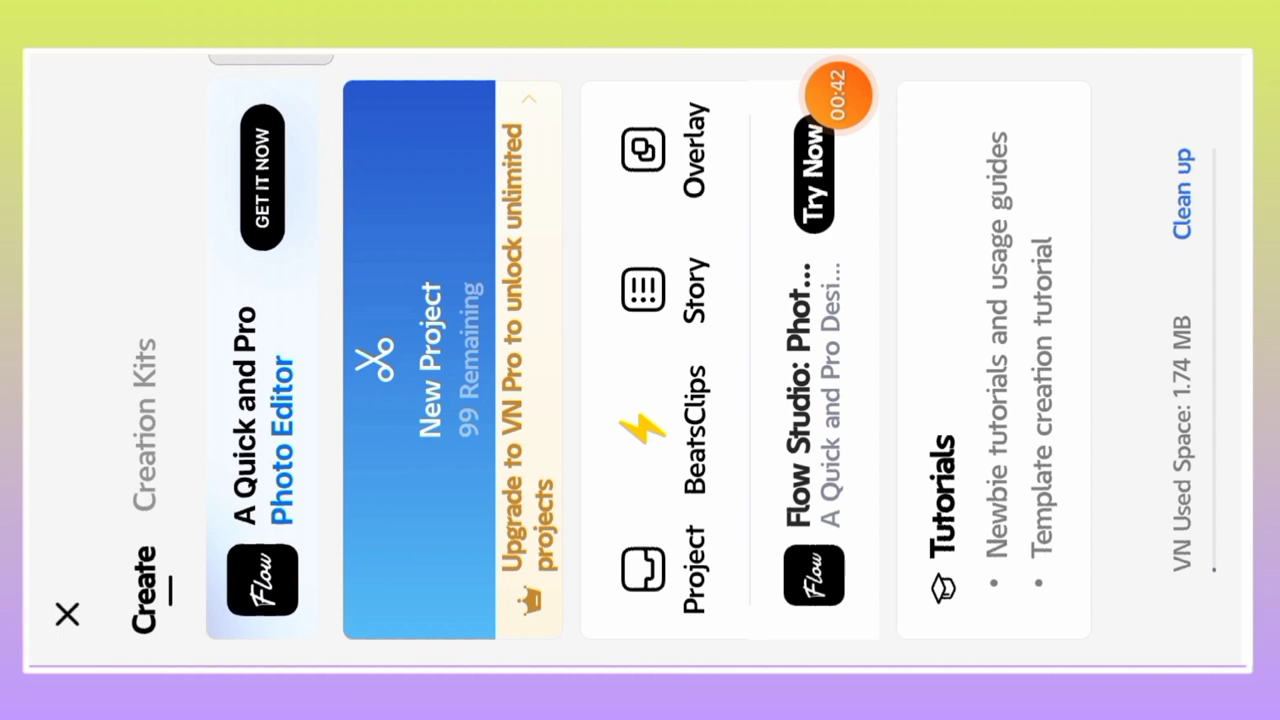 Create
Creation Kits
Flow
A Quick and Pro
Photo Editor
GET IT NOW
New Project
99 Remaining
Upgrade to VN Pro to unlock unlimited
projects
Project
BeatsClips
Story
Overlay
Flow
Flow Studio: Phot...
A Quick and Pro Desi...
Try Now
00:42
Tutorials
• Newbie tutorials and usage guides
• Template creation tutorial
VN Used Space: 1.74 MB
Clean up